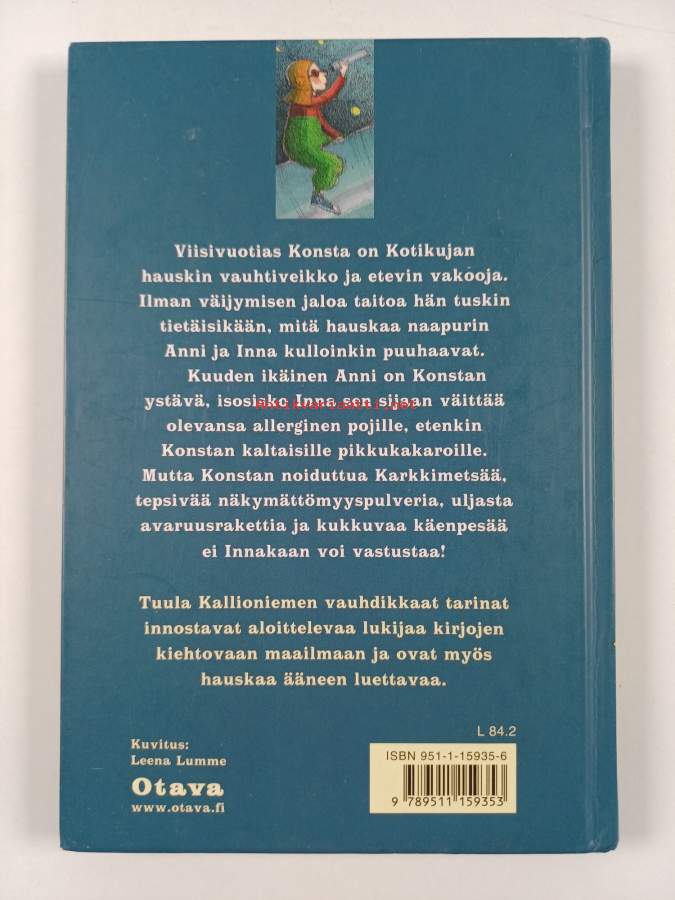 Viisivuotias Konsta on Kotikujan
hauskin vauhtiveikko ja etevin vakooja.
Ilman väijymisen jaloa taitoa hän tuskin
tietäisikään, mitä hauskaa naapurin
Anni ja Inna kulloinkin puuhaavat.
Kuuden ikäinen Anni on Konstan
ystävä, isosisko Inna sen sijaan väittää
olevansa allerginen pojille, etenkin
Konstan kaltaisille pikkukakaroille.
Mutta Konstan noiduttua Karkkimetsää,
tepsivää näkymättömyyspulveria, uljasta
avaruusrakettia ja kukkuvaa käenpesää
ei Innakaan voi vastustaa!
Tuula Kallioniemen vauhdikkaat tarinat
innostavat aloittelevaa lukijaa kirjojen
kiehtovaan maailmaan ja ovat myös
hauskaa ääneen luettavaa.
L 84.2
Kuvitus:
Leena Lumme
Otava
www.otava.fi
ISBN 951-1-15935-6
9 789511 159353